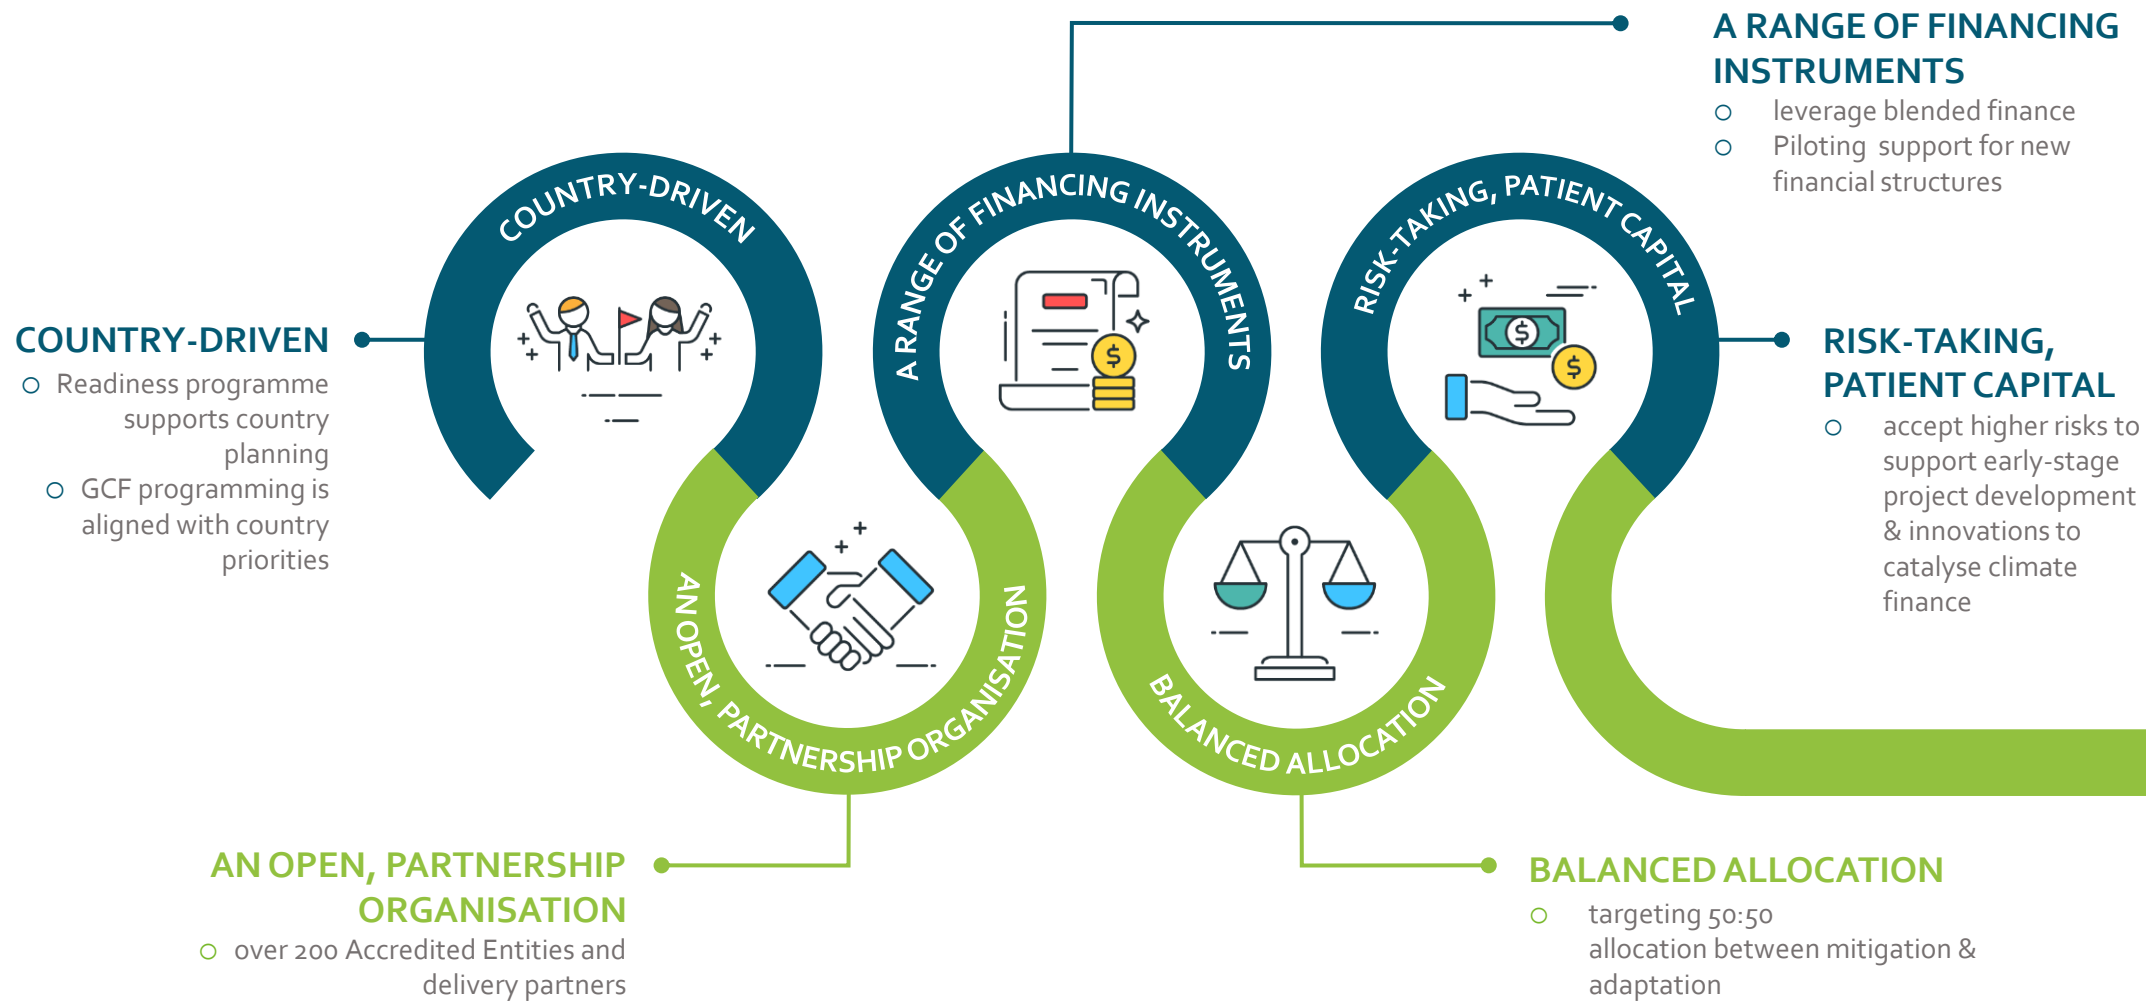 A RANGE OF FINANCING
INSTRUMENTS
○ leverage blended finance
○ Piloting support for new
financial structures
COUNTRY-DRIVEN
A RANGE OF FINANCING INSTRUMENTS
RISK-TAKING, PATIENT CAPITAL
COUNTRY-DRIVEN
○ Readiness programme
supports country
planning
○ GCF programming is
aligned with country
priorities
$
$
$
RISK-TAKING,
PATIENT CAPITAL
○ accept higher risks to
support early-stage
project development
& innovations to
catalyse climate
finance
AN OPEN, PARTNERSHIP ORGANISATION
BALANCED ALLOCATION
AN OPEN, PARTNERSHIP
ORGANISATION
○ over 200 Accredited Entities and
delivery partners
BALANCED ALLOCATION
○ targeting 50:50
allocation between mitigation &
adaptation